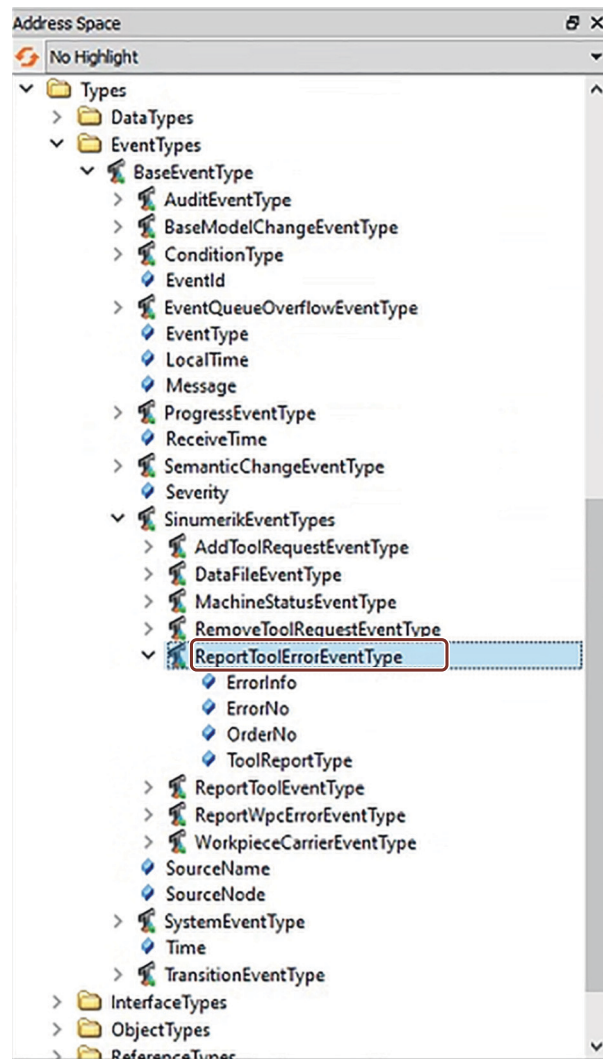 Address Space
No Highlight
Types
DataTypes
EventTypes
BaseEventType
AuditEventType
BaseModelChangeEventType
ConditionType
EventId
EventQueueOverflowEventType
EventType
LocalTime
Message
ProgressEventType
ReceiveTime
SemanticChangeEventType
Severity
SinumerikEventTypes
AddToolRequestEventType
DataFileEventType
MachineStatusEventType
RemoveToolRequestEventType
ReportToolErrorEventType
ErrorInfo
ErrorNo
OrderNo
ToolReportType
ReportToolEventType
ReportWpcErrorEventType
WorkpieceCarrierEventType
SourceName
SourceNode
SystemEventType
Time
TransitionEventType
InterfaceTypes
ObjectTypes
ReferenceTypes